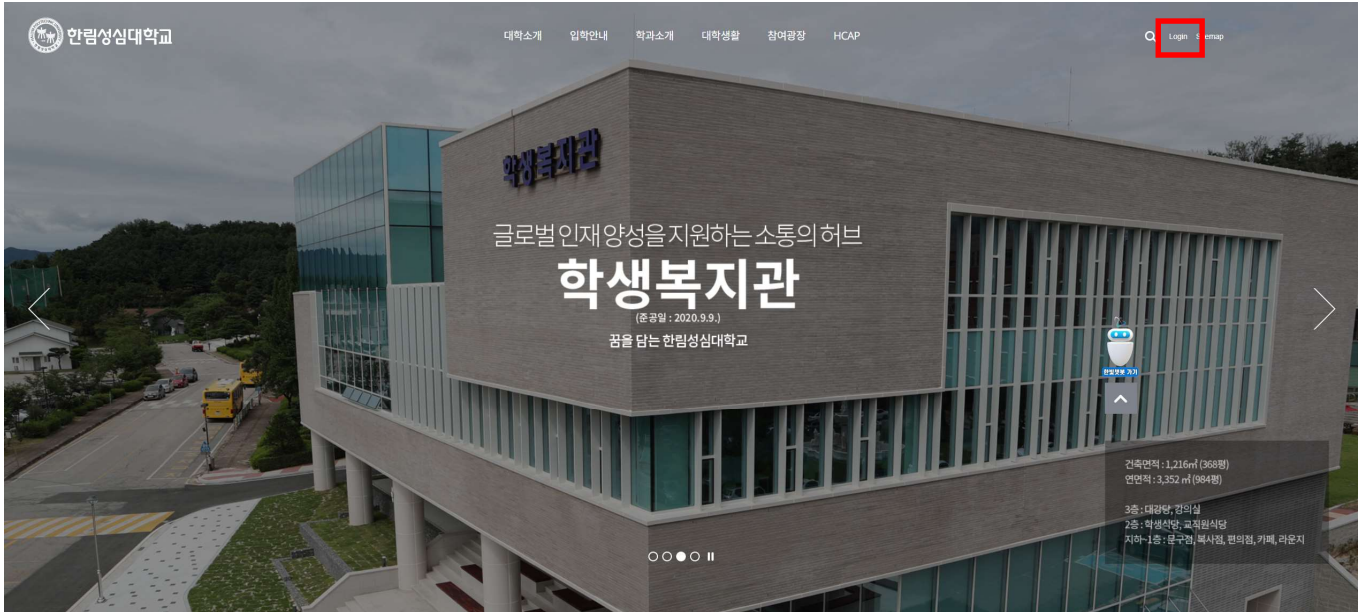 한림성심대학교
대학소개 입학안내 학과소개 대학생활 참여광장 HCAP
Login Sitemap
학생복지관
글로벌 인재 양성을 지원하는 소통의 허브
학생복지관
(준공일 : 2020.9.9.)
꿈을 담는 한림성심대학교
한빛챗봇 가기
건축면적 : 1,216㎡ (368평)
연면적 : 3,352 ㎡ (984평)
3층 : 대강당, 강의실
2층 : 학생식당, 교직원식당
지하~1층 : 문구점, 복사점, 편의점, 카페, 라운지